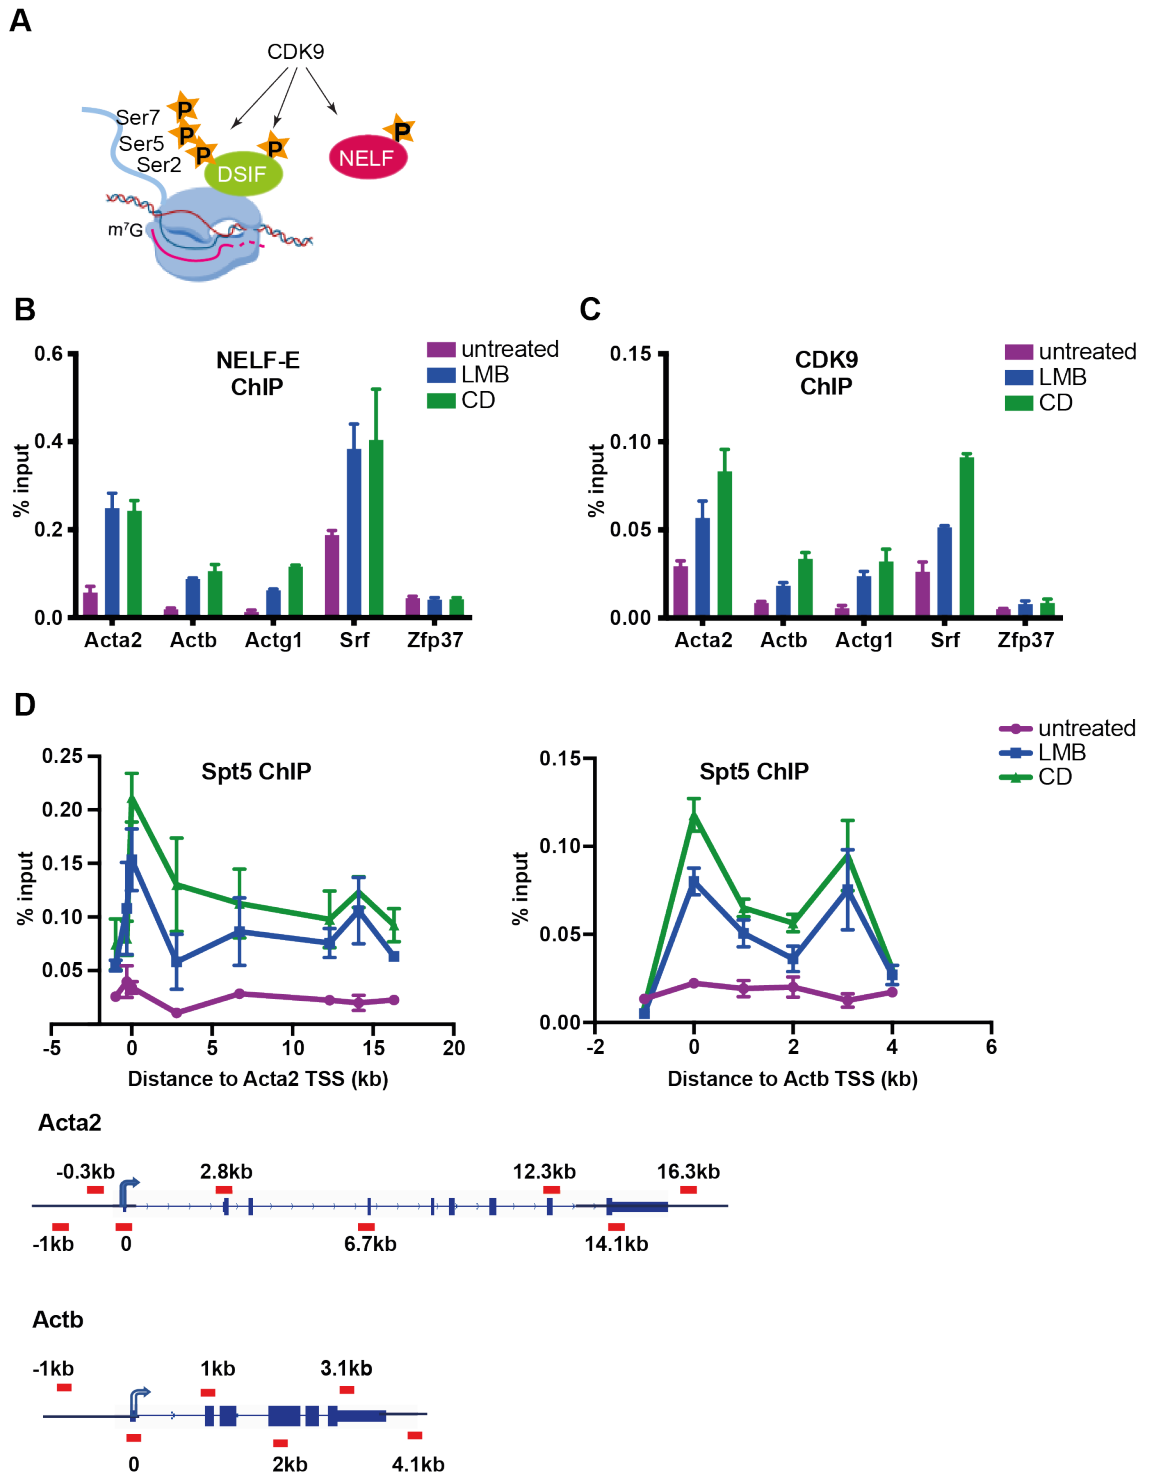 A
CDK9
Ser7
P
Ser5
P
Ser2
P
P
DSIF
P
NELF
m7G
B
NELF-E
ChIP
untreated
LMB
CD
% input
0.6
0.4
0.2
0.0
Acta2 Actb Actg1 Srf Zfp37
C
CDK9
ChIP
untreated
LMB
CD
% input
0.15
0.10
0.05
0.00
Acta2 Actb Actg1 Srf Zfp37
D
Spt5 ChIP
% input
0.25
0.20
0.15
0.10
0.05
-5 0 5 10 15 20
Distance to Acta2 TSS (kb)
Spt5 ChIP
untreated
LMB
CD
% input
0.15
0.10
0.05
0.00
-2 0 2 4 6
Distance to Actb TSS (kb)
Acta2
-0.3kb 2.8kb 12.3kb 16.3kb
-1kb 0 6.7kb 14.1kb
Actb
-1kb 1kb 3.1kb
0 2kb 4.1kb